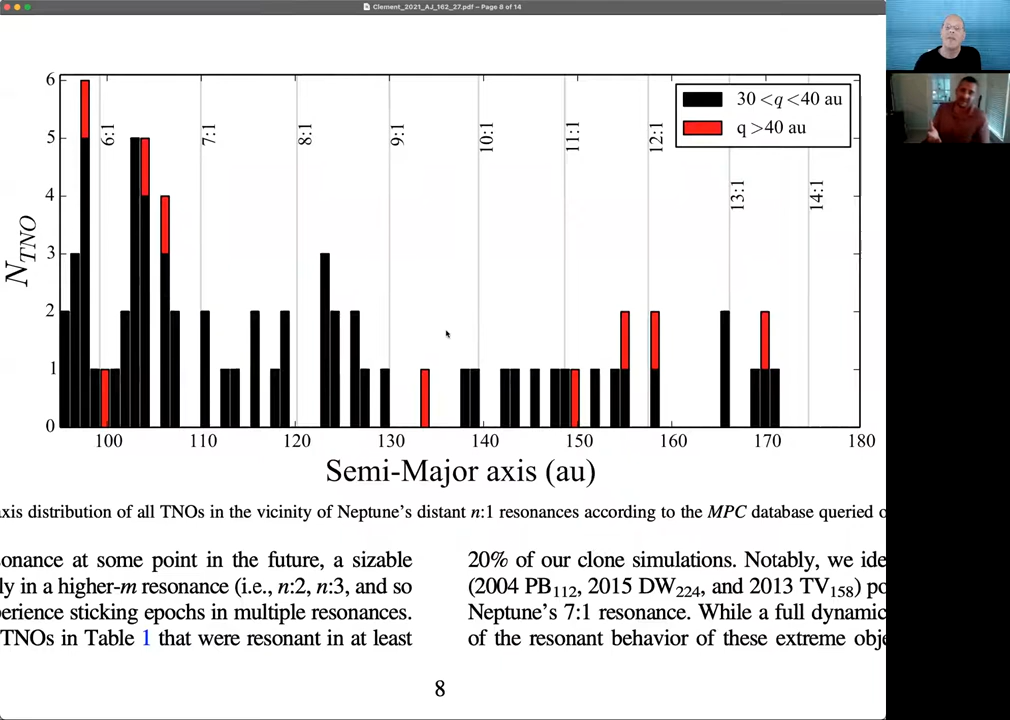 Clement_2021_AJ_162_27.pdf – Page 8 of 14
6
5
4
3
2
1
0
N_TNO
6:1
7:1
8:1
9:1
10:1
11:1
12:1
13:1
14:1
30 < q < 40 au
q > 40 au
100 110 120 130 140 150 160 170 180
Semi-Major axis (au)
axis distribution of all TNOs in the vicinity of Neptune's distant n:1 resonances according to the MPC database queried o
sonance at some point in the future, a sizable
ly in a higher-m resonance (i.e., n:2, n:3, and so
perience sticking epochs in multiple resonances.
TNOs in Table 1 that were resonant in at least
20% of our clone simulations. Notably, we ide
(2004 PB112, 2015 DW224, and 2013 TV158) po
Neptune's 7:1 resonance. While a full dynamic
of the resonant behavior of these extreme obje
8